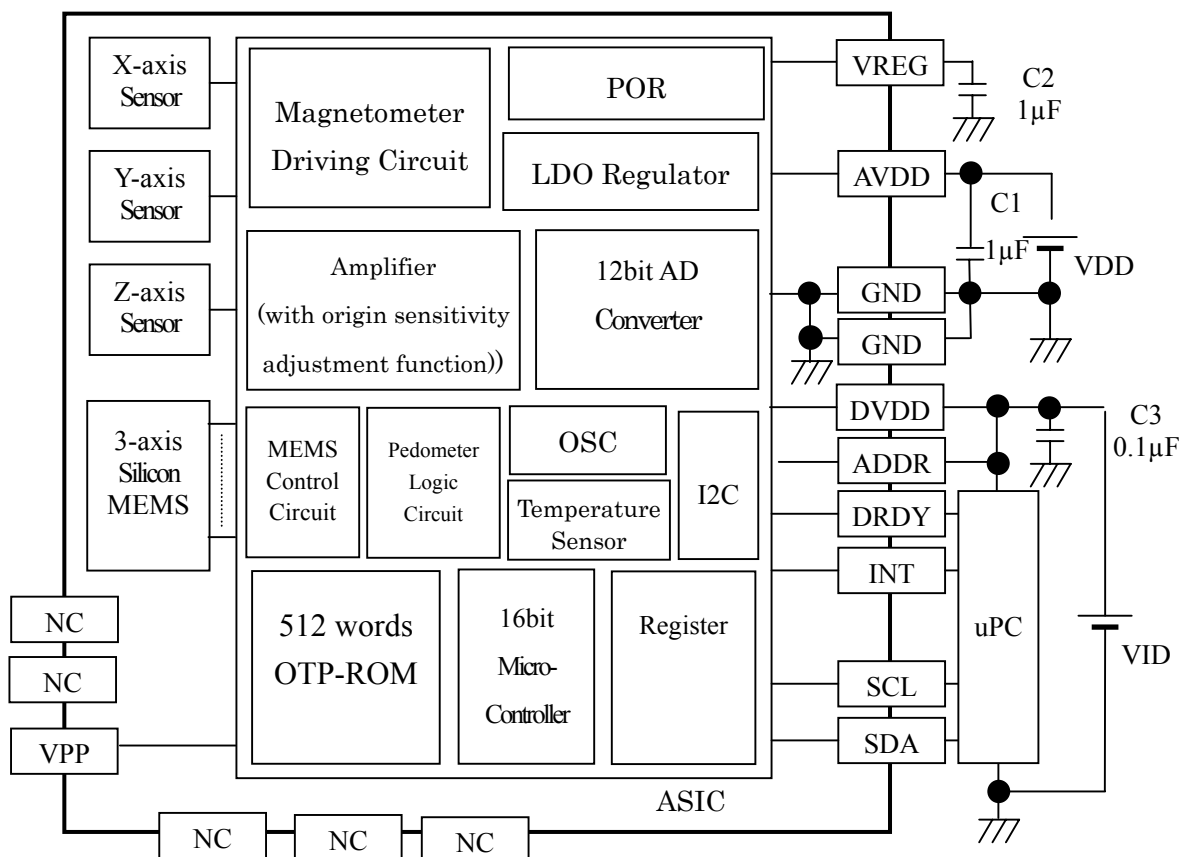 X-axis
Sensor
Y-axis
Sensor
Z-axis
Sensor
3-axis
Silicon
MEMS
NC
NC
VPP
Magnetometer
Driving Circuit
POR
LDO Regulator
Amplifier
(with origin sensitivity
adjustment function))
12bit AD
Converter
MEMS
Control
Circuit
Pedometer
Logic
Circuit
OSC
Temperature
Sensor
I2C
512 words
OTP-ROM
16bit
Micro-
Controller
Register
ASIC
NC
NC
NC
VREG
AVDD
GND
GND
DVDD
ADDR
DRDY
INT
SCL
SDA
C2
1µF
C1
1µF
VDD
C3
0.1µF
uPC
VID